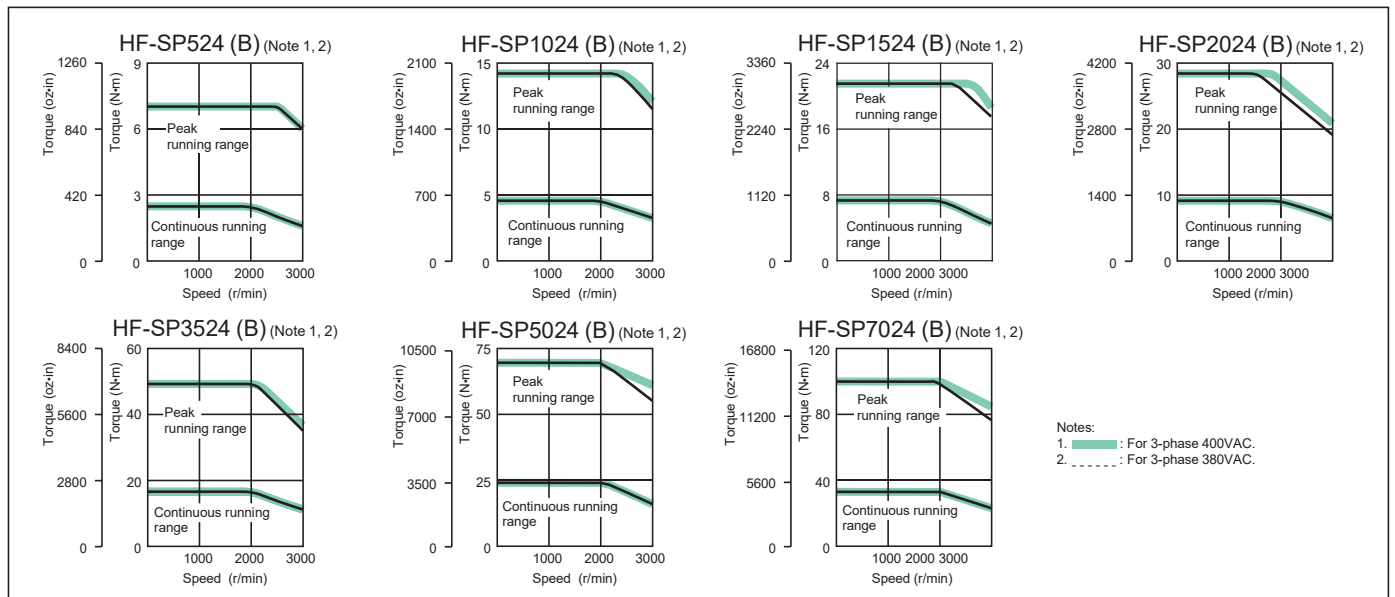 HF-SP524 (B) (Note 1, 2)
Torque (oz·in)
1260
840
420
0
Torque (N·m)
9
6
3
0
Peak
running range
Continuous running
range
1000 2000 3000
Speed (r/min)
HF-SP1024 (B) (Note 1, 2)
Torque (oz·in)
2100
1400
700
0
Torque (N·m)
15
10
5
0
Peak
running range
Continuous running
range
1000 2000 3000
Speed (r/min)
HF-SP1524 (B) (Note 1, 2)
Torque (oz·in)
3360
2240
1120
0
Torque (N·m)
24
16
8
0
Peak
running range
Continuous running
range
1000 2000 3000
Speed (r/min)
HF-SP2024 (B) (Note 1, 2)
Torque (oz·in)
4200
2800
1400
0
Torque (N·m)
30
20
10
0
Peak
running range
Continuous running
range
1000 2000 3000
Speed (r/min)
HF-SP3524 (B) (Note 1, 2)
Torque (oz·in)
8400
5600
2800
0
Torque (N·m)
60
40
20
0
Peak
running range
Continuous running
range
1000 2000 3000
Speed (r/min)
HF-SP5024 (B) (Note 1, 2)
Torque (oz·in)
10500
7000
3500
0
Torque (N·m)
75
50
25
0
Peak
running range
Continuous running
range
1000 2000 3000
Speed (r/min)
HF-SP7024 (B) (Note 1, 2)
Torque (oz·in)
16800
11200
5600
0
Torque (N·m)
120
80
40
0
Peak
running range
Continuous running
range
1000 2000 3000
Speed (r/min)
Notes:
1. : For 3-phase 400VAC.
2. : For 3-phase 380VAC.